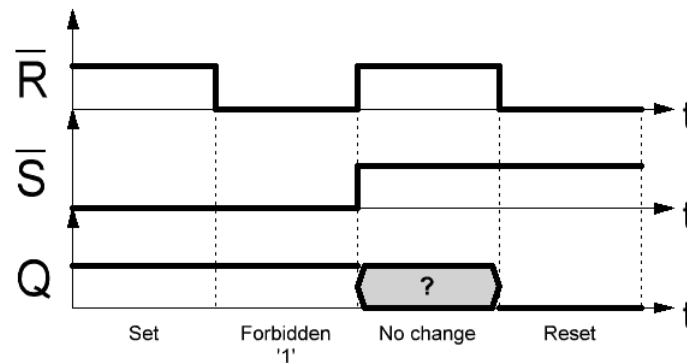 R̅
t
S̅
t
Q
?
t
Set Forbidden No change Reset
'1'